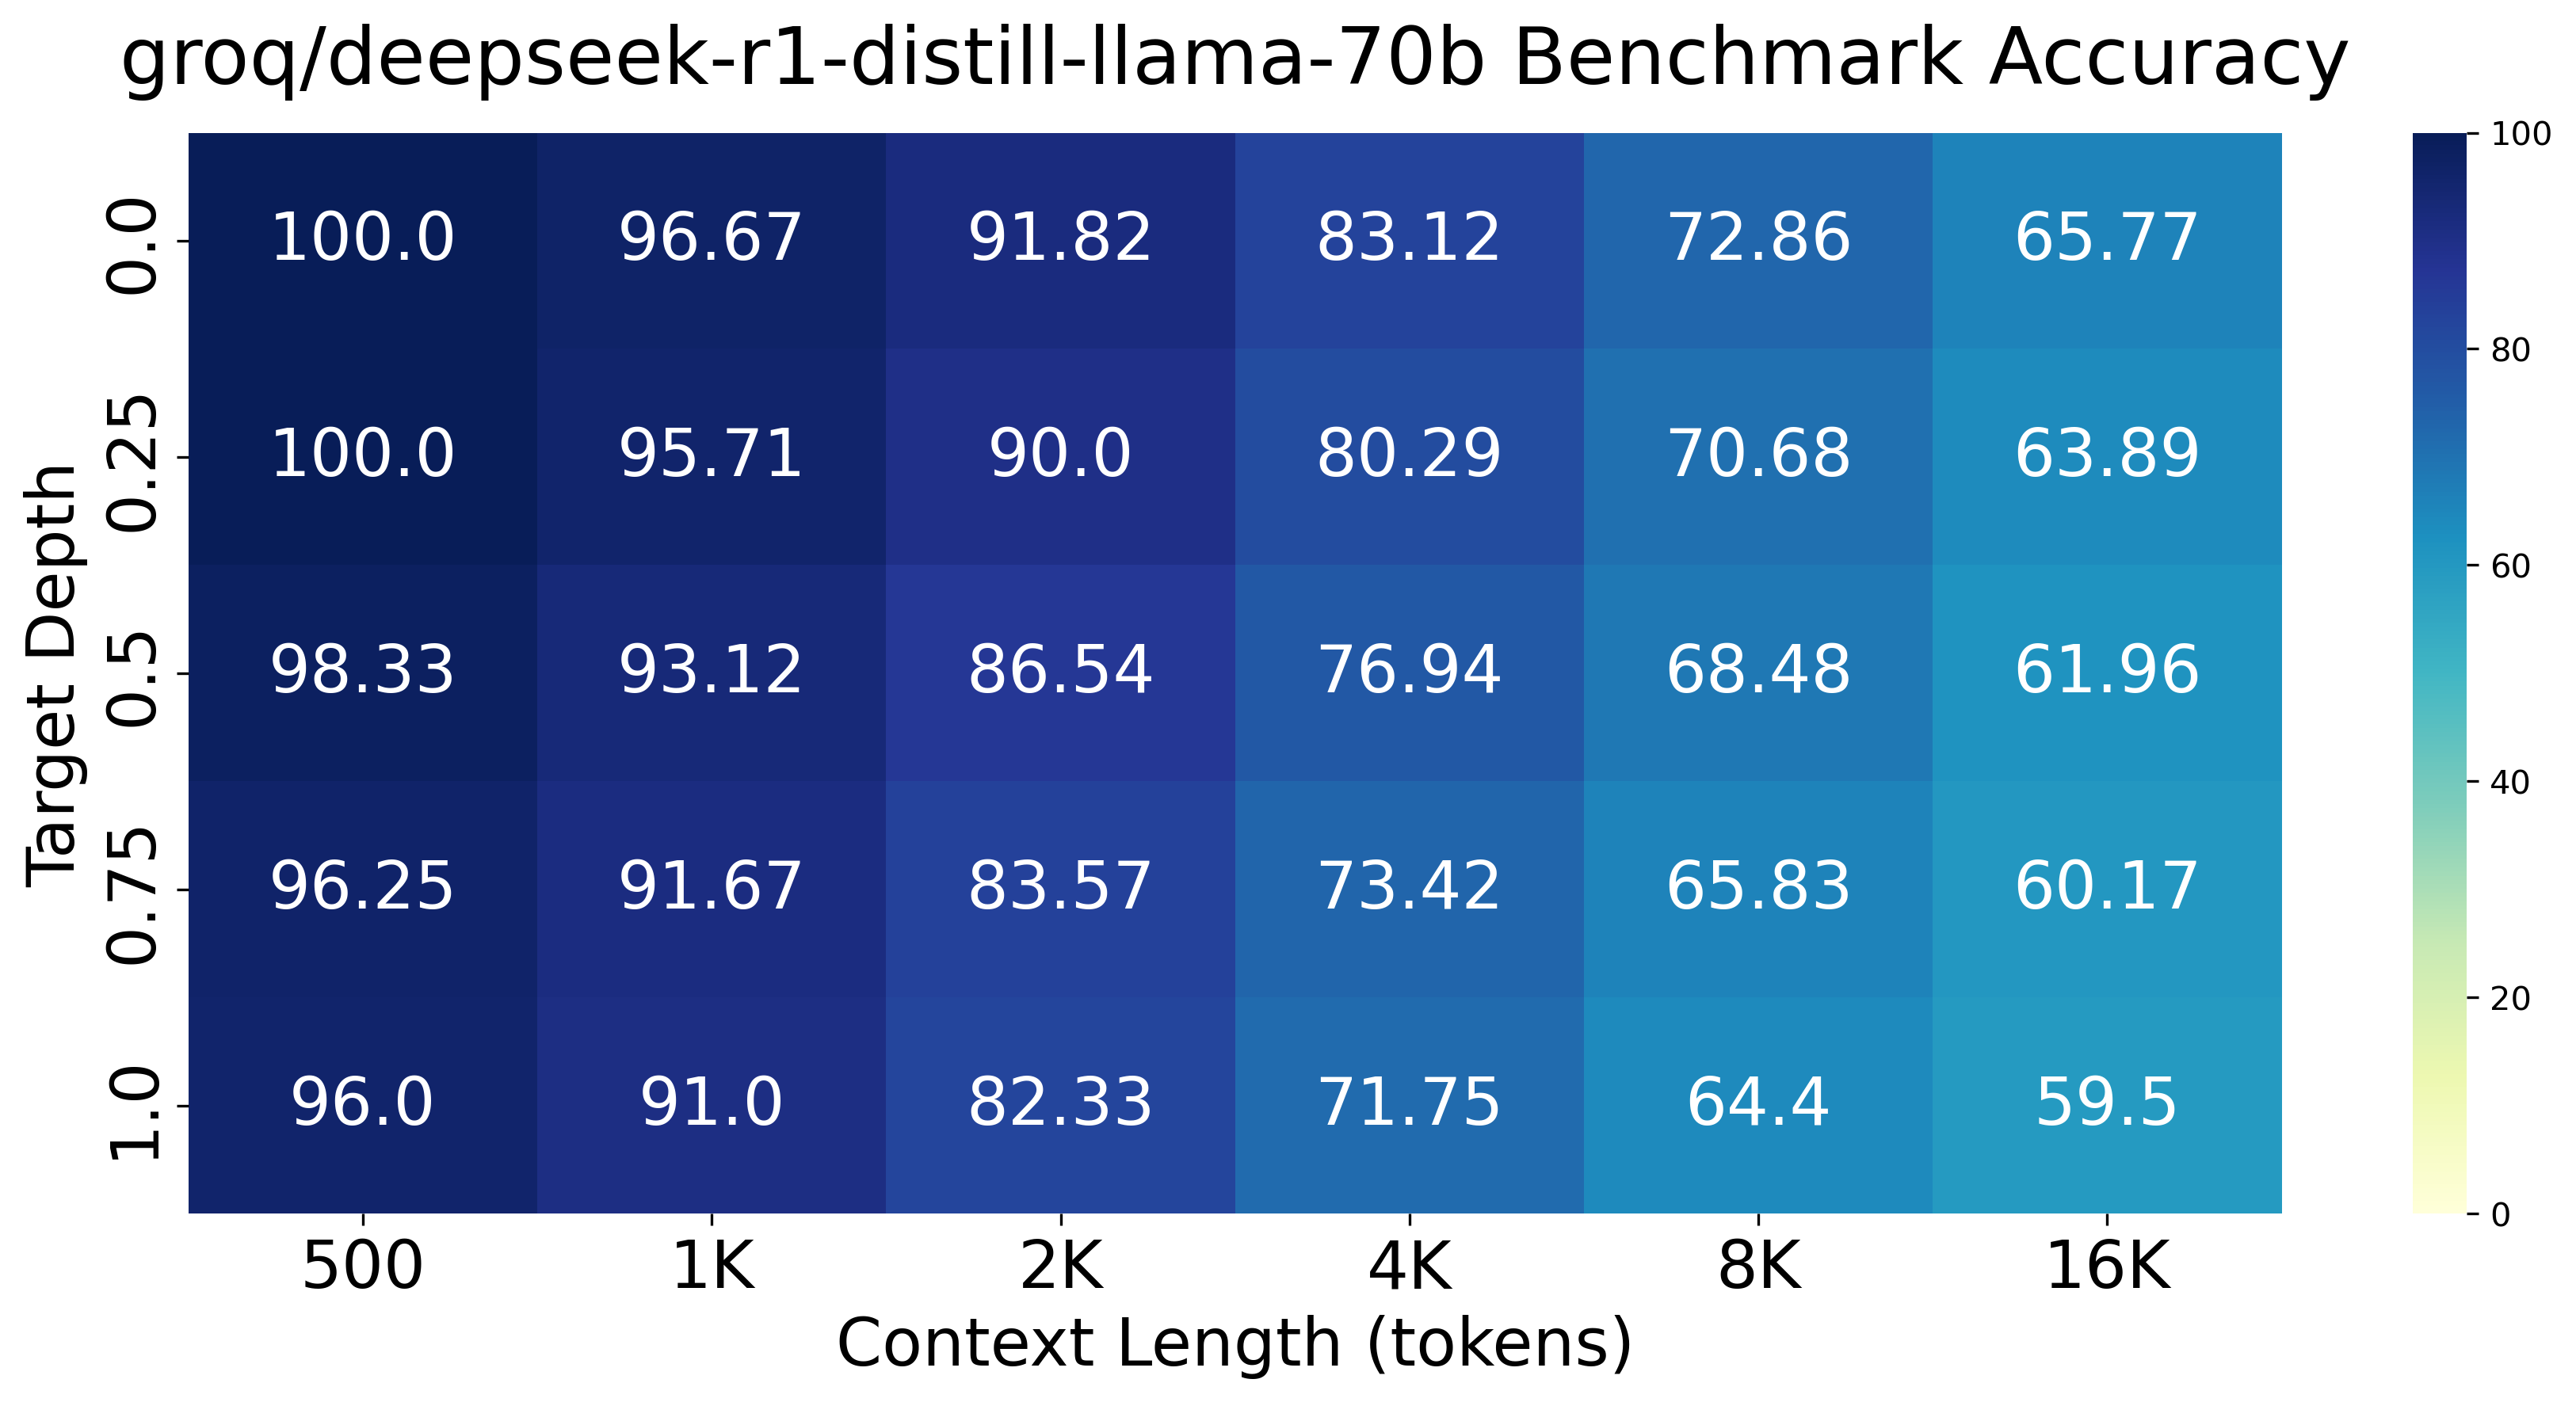 groq/deepseek-r1-distill-llama-70b Benchmark Accuracy
Target Depth
0.0 100.0 96.67 91.82 83.12 72.86 65.77
0.25 100.0 95.71 90.0 80.29 70.68 63.89
0.5 98.33 93.12 86.54 76.94 68.48 61.96
0.75 96.25 91.67 83.57 73.42 65.83 60.17
1.0 96.0 91.0 82.33 71.75 64.4 59.5
500 1K 2K 4K 8K 16K
Context Length (tokens)
100
80
60
40
20
0